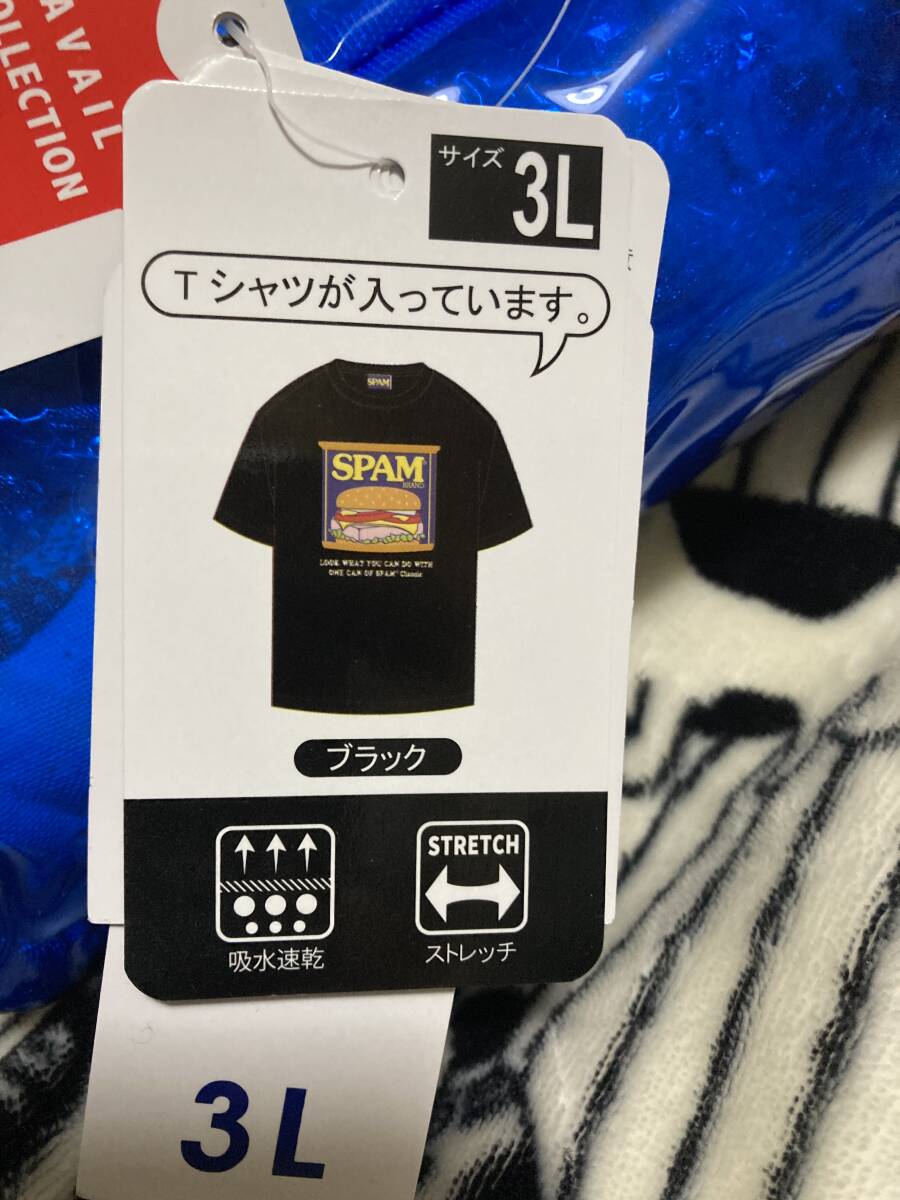 AVAIL
COLLECTION
サイズ
3L
Tシャツが入っています。
SPAM
SPAM
BRAND
LOOK WHAT YOU CAN DO WITH
ONE CAN OF SPAM® Classic
ブラック
STRETCH
吸水速乾
ストレッチ
3L